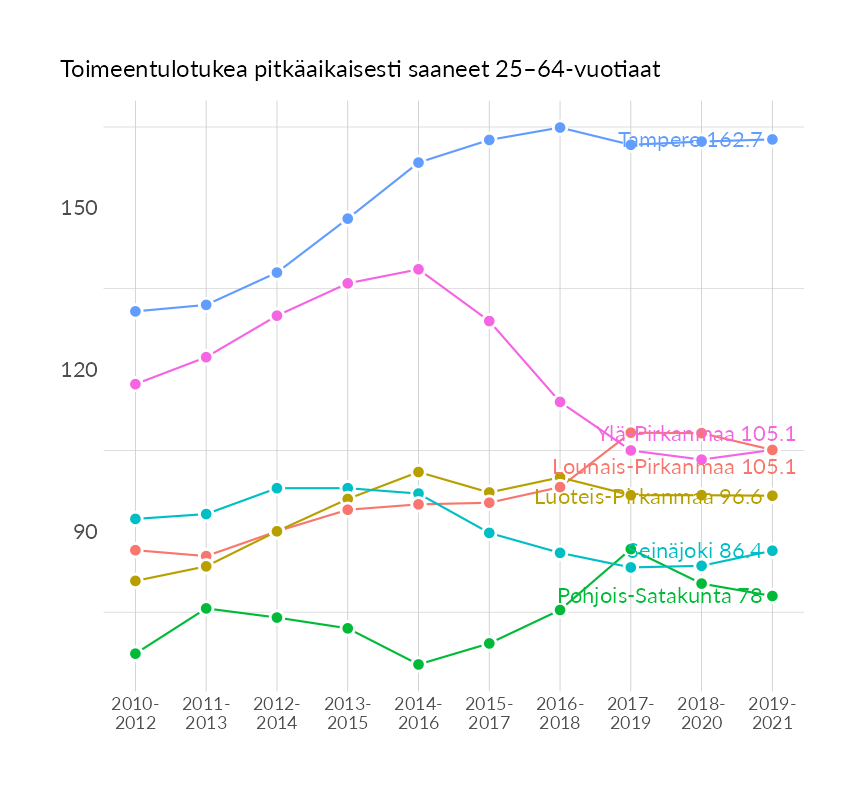 Toimeentulotukea pitkäaikaisesti saaneet 25–64-vuotiaat
Tampere 162.7
150
120
Ylä-Pirkanmaa 105.1
Lounais-Pirkanmaa 105.1
Luoteis-Pirkanmaa 96.6
90
Seinäjoki 86.4
Pohjois-Satakunta 78
2010- 2011- 2012- 2013- 2014- 2015- 2016- 2017- 2018- 2019-
2012 2013 2014 2015 2016 2017 2018 2019 2020 2021